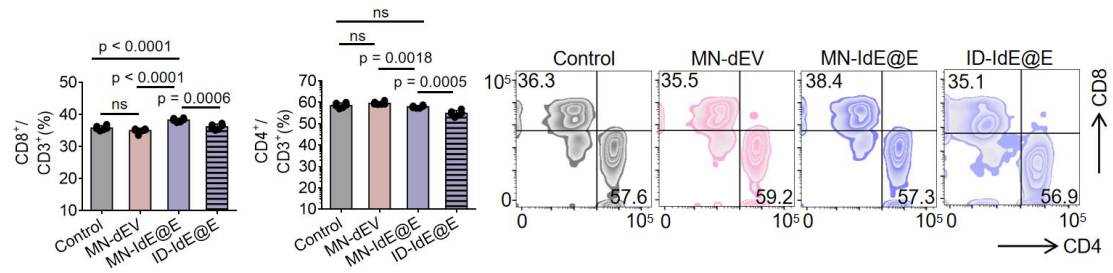 CD8⁺/
CD3⁺(%)
50
40
30
20
10
p < 0.0001
p < 0.0001
ns
p = 0.0006
Control
MN-dEV
MN-IdE@E
ID-IdE@E
CD4⁺/
CD3⁺(%)
70
60
50
40
30
20
10
ns
ns
p = 0.0018
p = 0.0005
Control
MN-dEV
MN-IdE@E
ID-IdE@E
Control
MN-dEV
MN-IdE@E
ID-IdE@E
10⁵
36.3
35.5
38.4
35.1
57.6
59.2
57.3
56.9
0
0
10⁵
0
10⁵
0
10⁵
0
10⁵
CD8
CD4